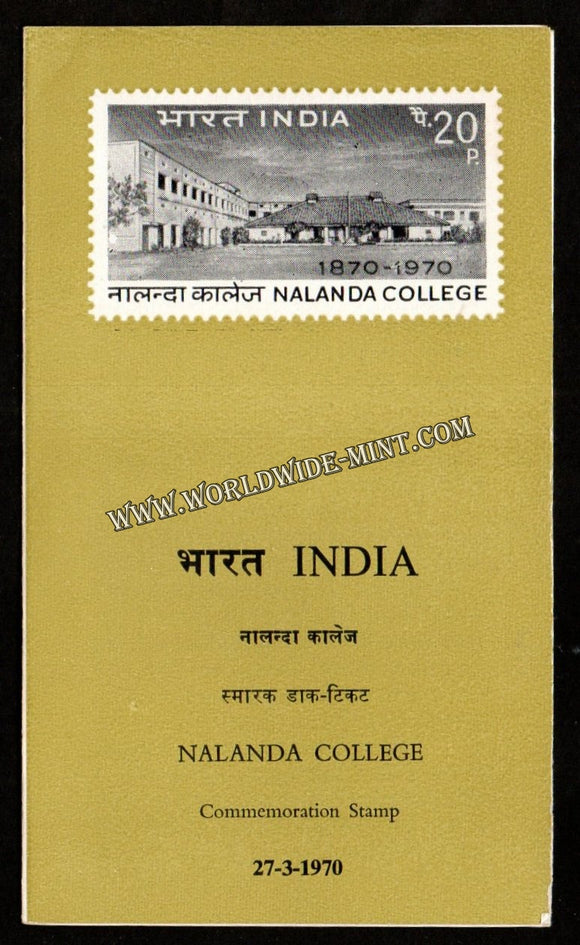 भारत INDIA
पै. 20
P.
1870-1970
नालन्दा कालेज NALANDA COLLEGE
WWW.WORLDWIDE-MINT.COM
भारत INDIA
नालन्दा कालेज
स्मारक डाक-टिकट
NALANDA COLLEGE
Commemoration Stamp
27-3-1970